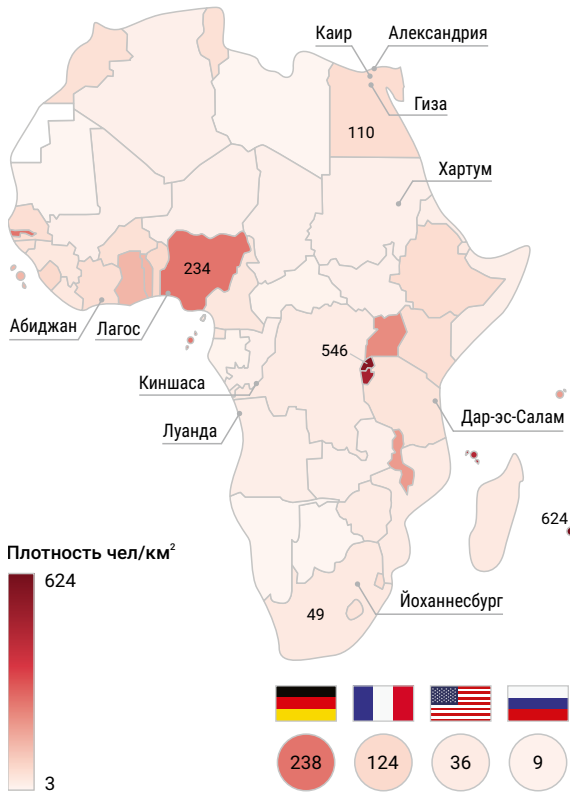 Каир
Александрия
Гиза
110
Хартум
234
Абиджан
Лагос
546
Киншаса
Дар-эс-Салам
Луанда
624
Плотность чел/км²
624
Йоханнесбург
49
3
238
124
36
9